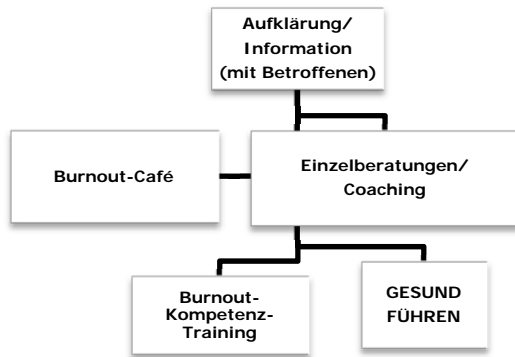 Aufklärung/
Information
(mit Betroffenen)
Burnout-Café
Einzelberatungen/
Coaching
Burnout-
Kompetenz-
Training
GESUND
FÜHREN